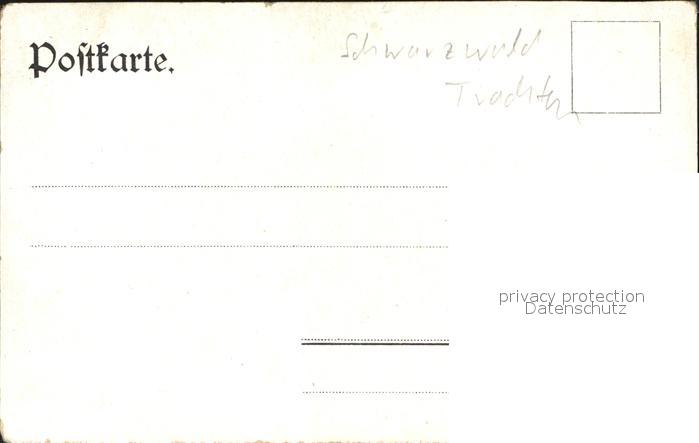 Postkarte.
Schwarzwald
Trachten
privacy protection
Datenschutz